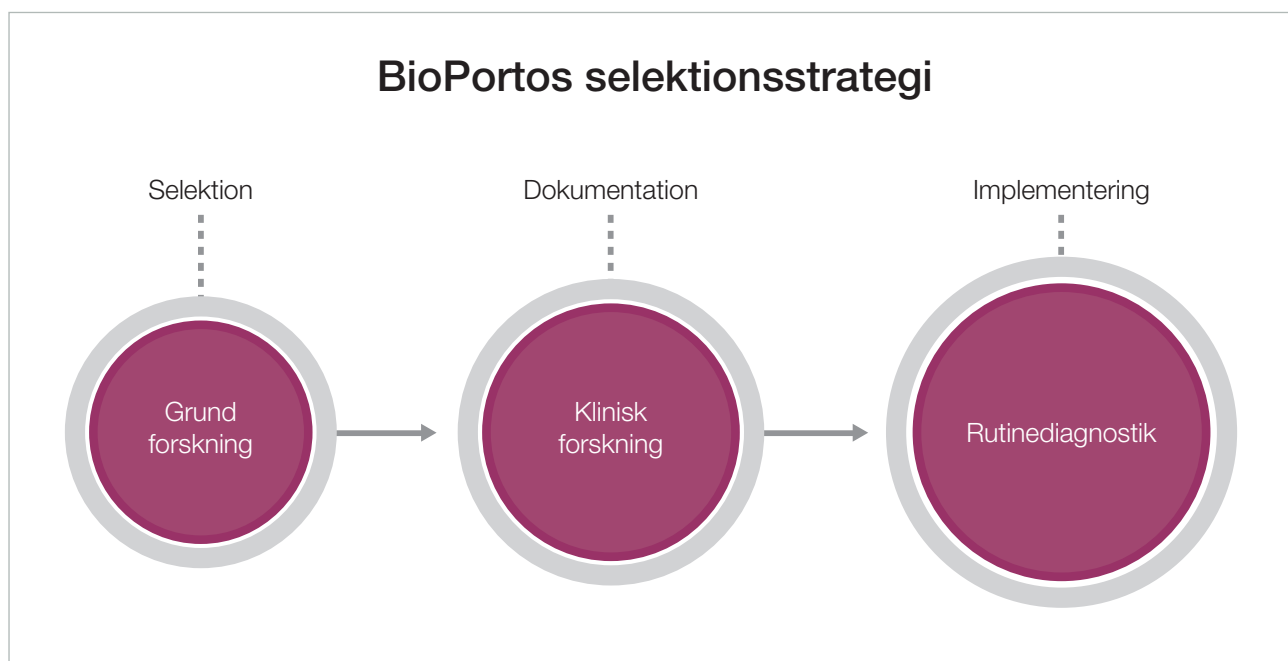 BioPortos selektionsstrategi
Selektion
Dokumentation
Implementering
Grund
forskning
Klinisk
forskning
Rutinediagnostik